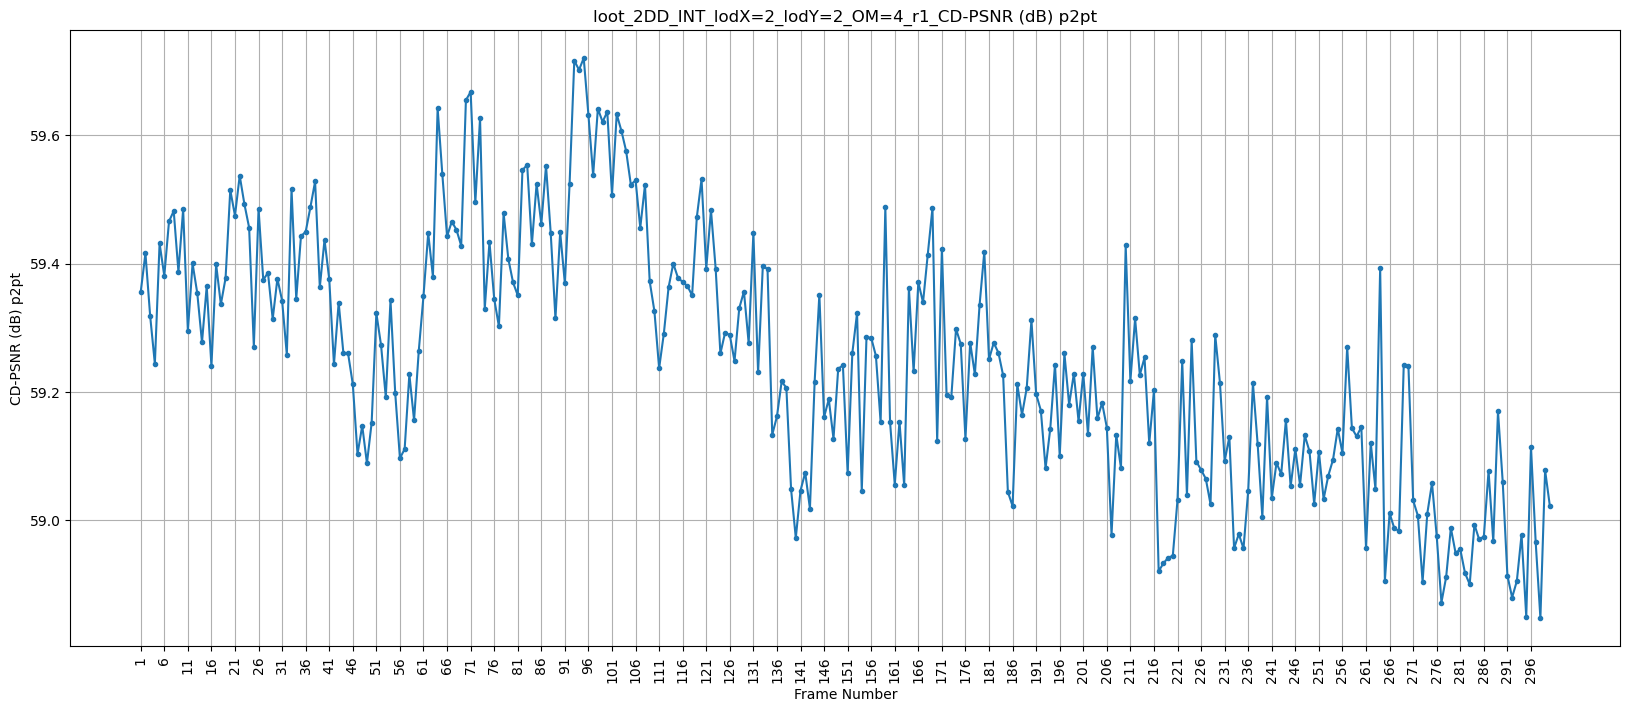 loot_2DD_INT_lodX=2_lodY=2_OM=4_r1_CD-PSNR (dB) p2pt
CD-PSNR (dB) p2pt
59.6
59.4
59.2
59.0
1 6 11 16 21 26 31 36 41 46 51 56 61 66 71 76 81 86 91 96 101 106 111 116 121 126 131 136 141 146 151 156 161 166 171 176 181 186 191 196 201 206 211 216 221 226 231 236 241 246 251 256 261 266 271 276 281 286 291 296
Frame Number